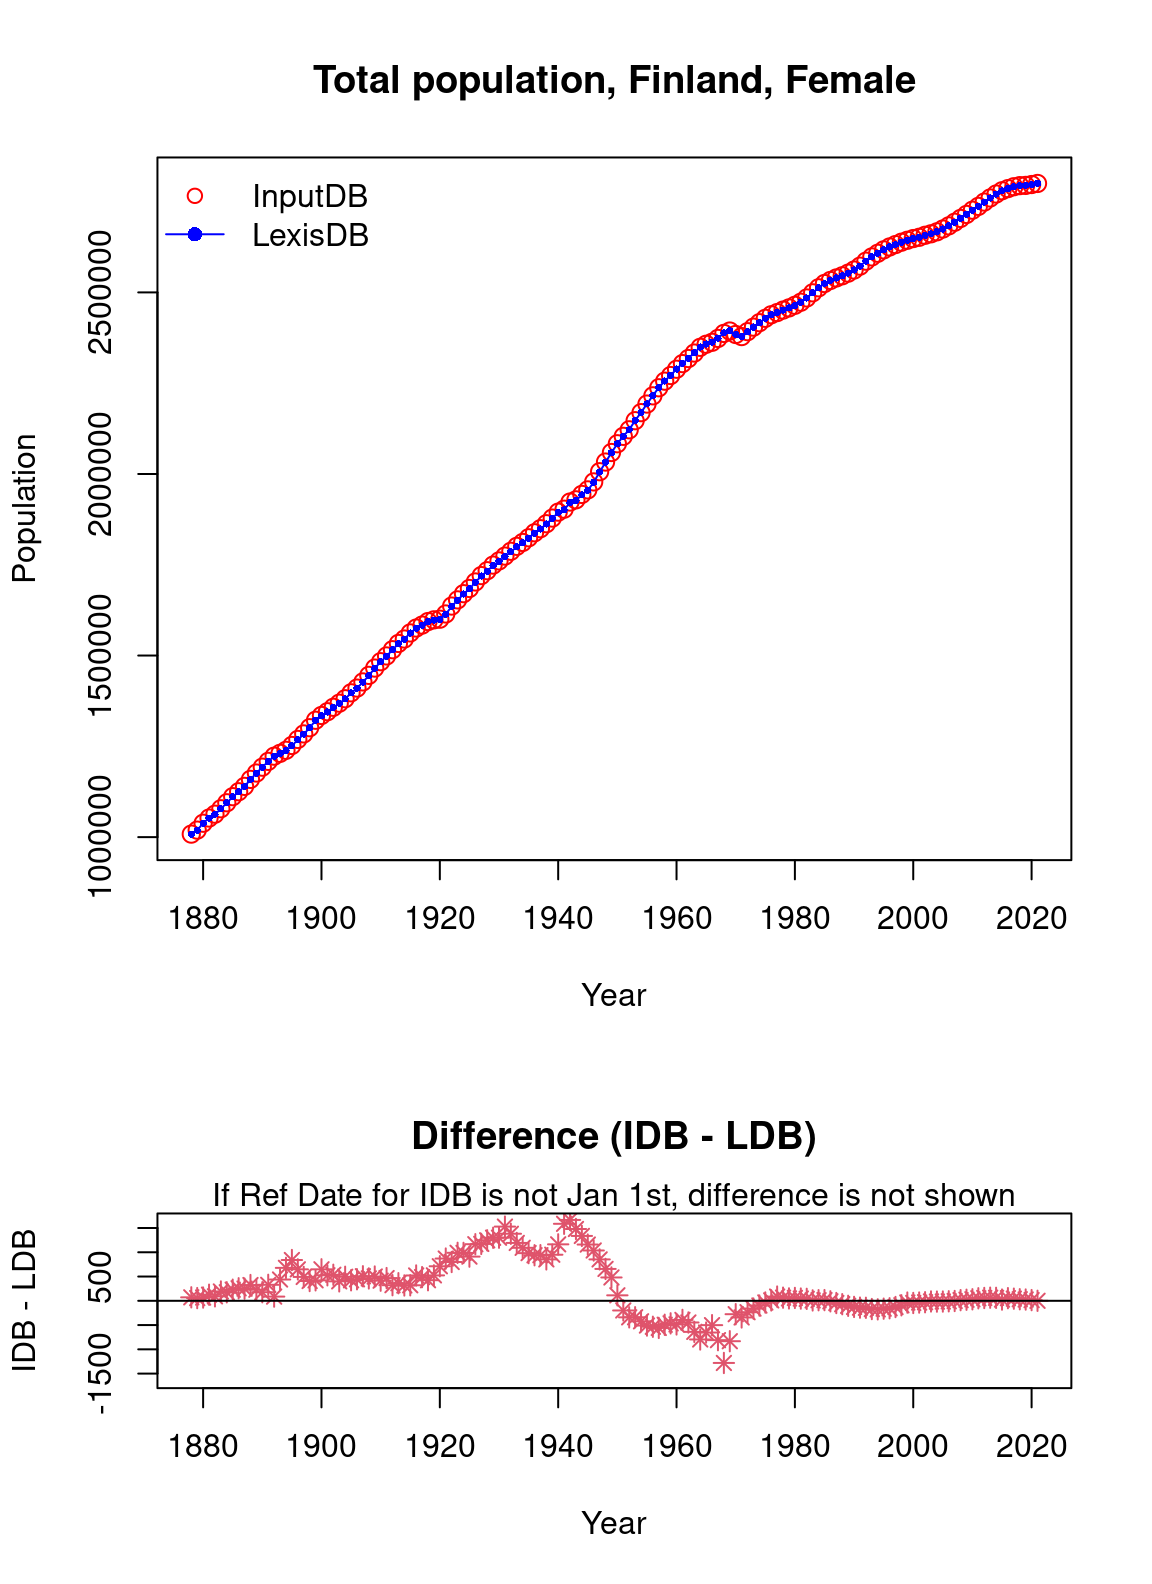 Total population, Finland, Female
InputDB
LexisDB
Population
1000000 1500000 2000000 2500000
1880 1900 1920 1940 1960 1980 2000 2020
Year
Difference (IDB - LDB)
If Ref Date for IDB is not Jan 1st, difference is not shown
IDB - LDB
-1500 500
1880 1900 1920 1940 1960 1980 2000 2020
Year